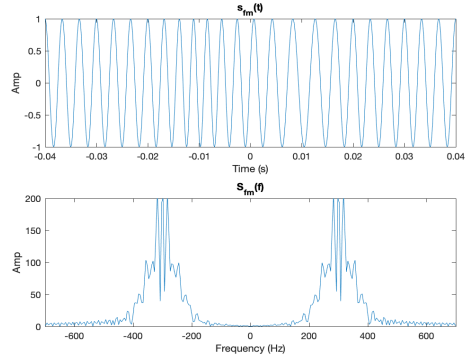 s_fm(t)
1
0.5
Amp
0
-0.5
-1
-0.04 -0.03 -0.02 -0.01 0 0.01 0.02 0.03 0.04
Time (s)
S_fm(f)
200
150
Amp
100
50
0
-600 -400 -200 0 200 400 600
Frequency (Hz)